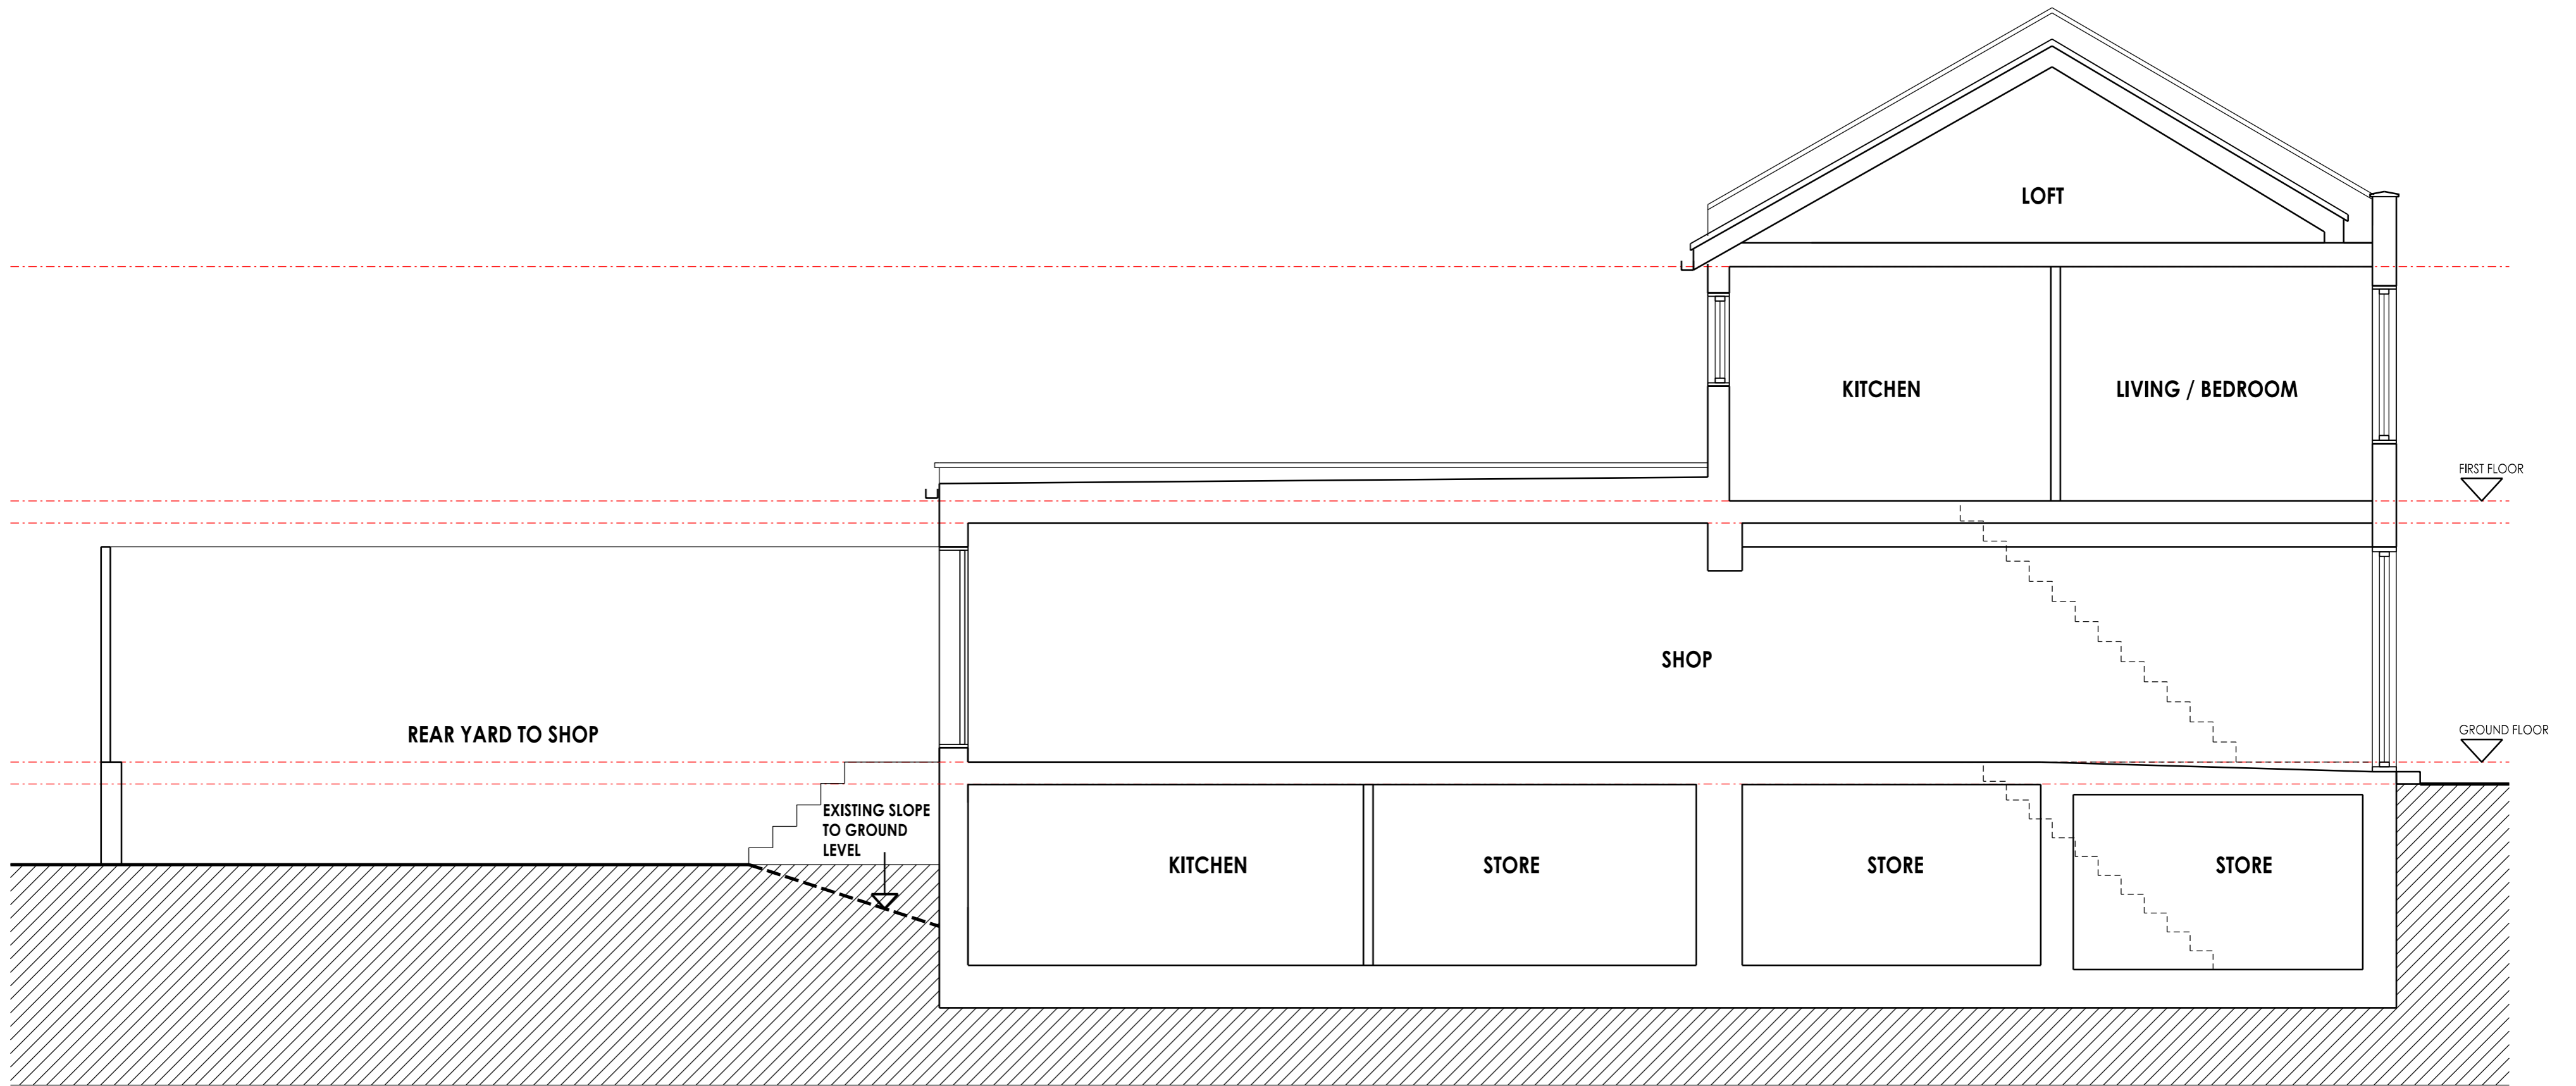 LOFT
KITCHEN
LIVING / BEDROOM
FIRST FLOOR
SHOP
REAR YARD TO SHOP
GROUND FLOOR
EXISTING SLOPE
TO GROUND
LEVEL
KITCHEN
STORE
STORE
STORE